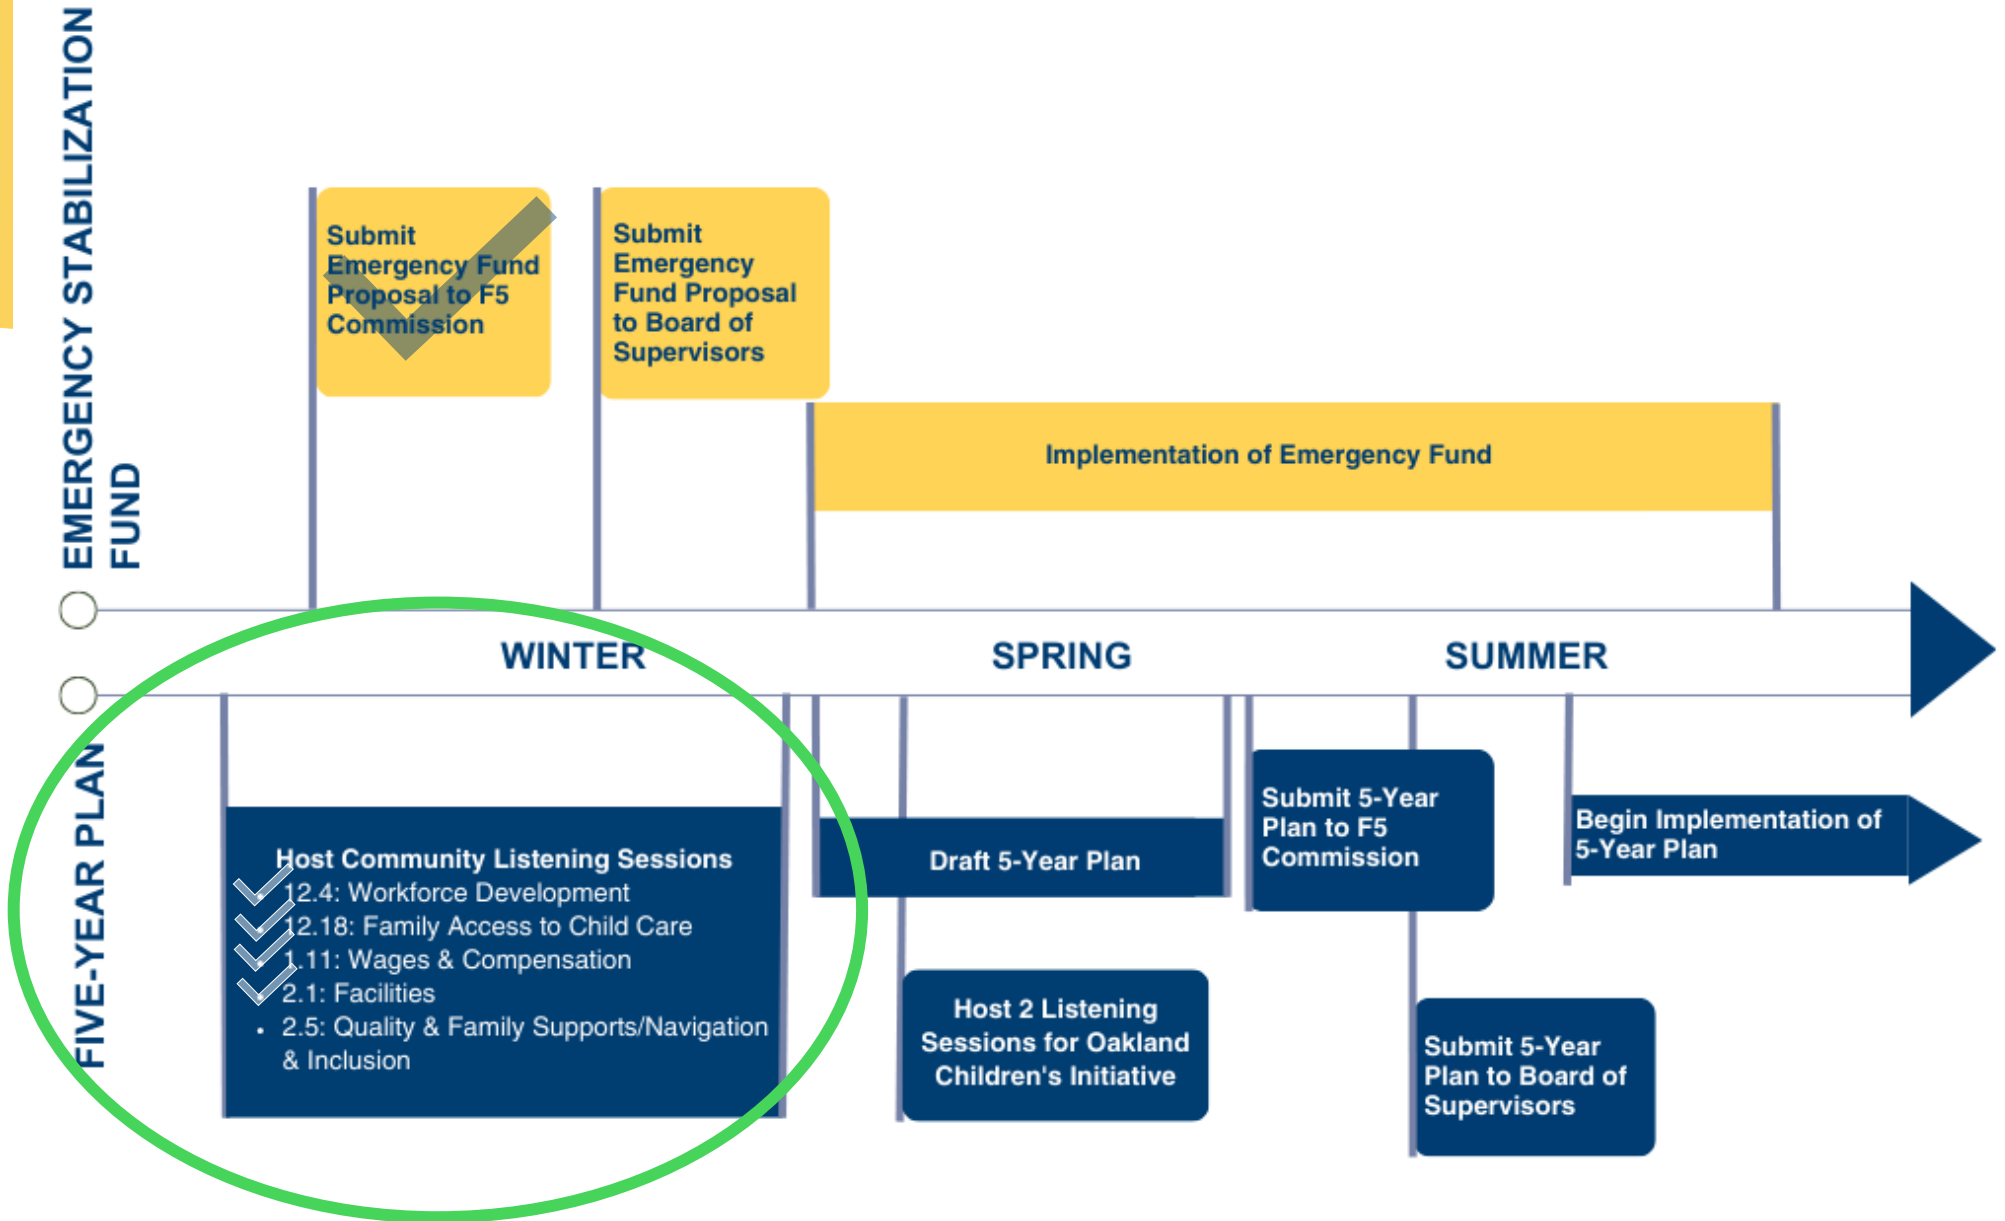 EMERGENCY STABILIZATION
FUND
Submit
Emergency Fund
Proposal to F5
Commission
Submit
Emergency
Fund Proposal
to Board of
Supervisors
Implementation of Emergency Fund
WINTER
SPRING
SUMMER
FIVE-YEAR PLAN
Host Community Listening Sessions
12.4: Workforce Development
12.18: Family Access to Child Care
1.11: Wages & Compensation
2.1: Facilities
• 2.5: Quality & Family Supports/Navigation
& Inclusion
Draft 5-Year Plan
Host 2 Listening
Sessions for Oakland
Children's Initiative
Submit 5-Year
Plan to F5
Commission
Submit 5-Year
Plan to Board of
Supervisors
Begin Implementation of
5-Year Plan